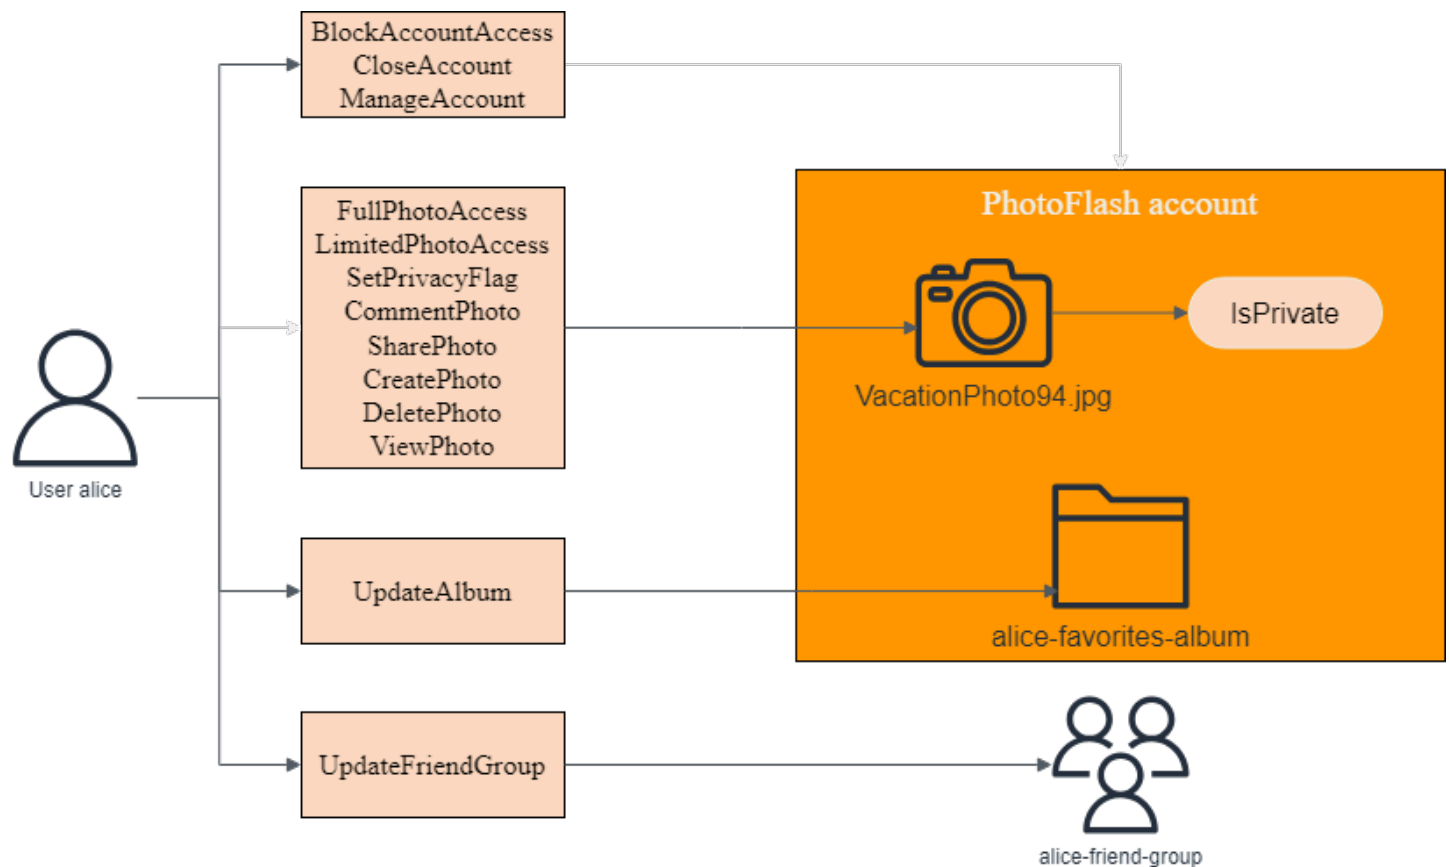 BlockAccountAccess
CloseAccount
ManageAccount
PhotoFlash account
FullPhotoAccess
LimitedPhotoAccess
SetPrivacyFlag
CommentPhoto
SharePhoto
CreatePhoto
DeletePhoto
ViewPhoto
IsPrivate
VacationPhoto94.jpg
User alice
UpdateAlbum
alice-favorites-album
UpdateFriendGroup
alice-friend-group